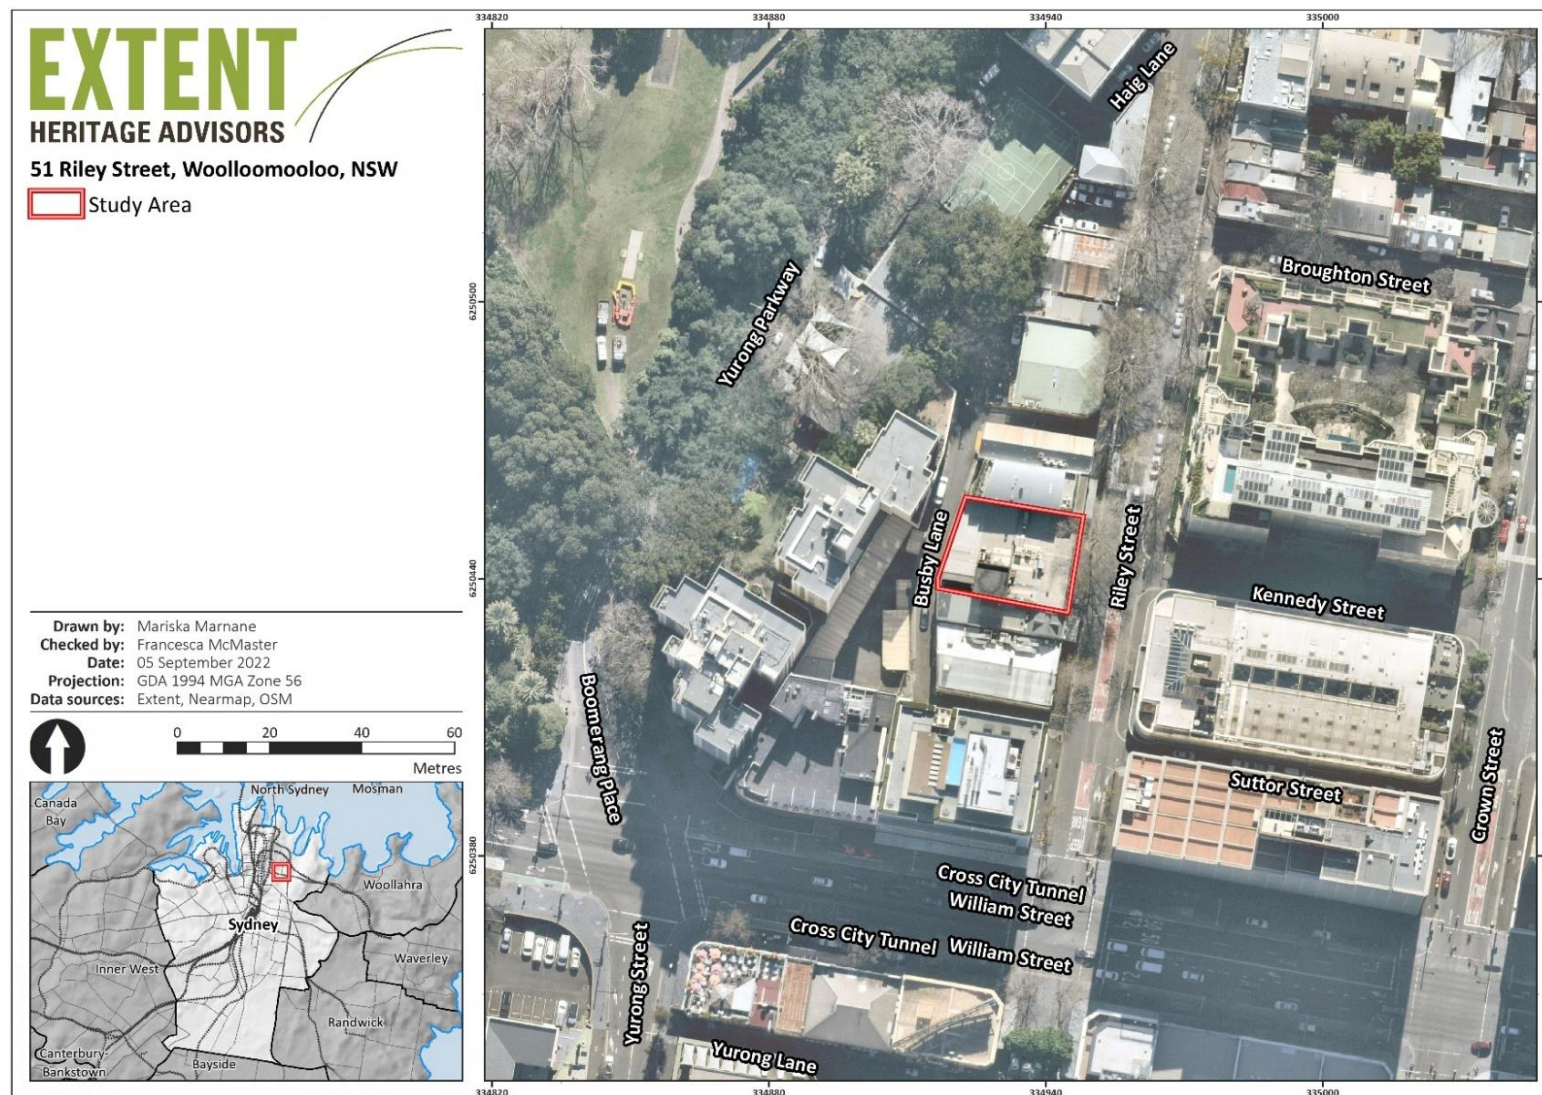 EXTENT
HERITAGE ADVISORS
51 Riley Street, Woolloomooloo, NSW
Study Area
Drawn by: Mariska Marnane
Checked by: Francesca McMaster
Date: 05 September 2022
Projection: GDA 1994 MGA Zone 56
Data sources: Extent, Nearmap, OSM
0 20 40 60
Metres
Canada
Bay
North Sydney
Mosman
Woollahra
Sydney
Inner West
Waverley
Randwick
Canterbury-
Bankstown
Bayside
334820 334880 334940 335000
6250500
6250440
6250380
Haig Lane
Broughton Street
Yurong Parkway
Busby Lane
Riley Street
Kennedy Street
Boomerang Place
Suttor Street
Crown Street
Cross City Tunnel
William Street
Cross City Tunnel William Street
Yurong Street
Yurong Lane
334820 334880 334940 335000